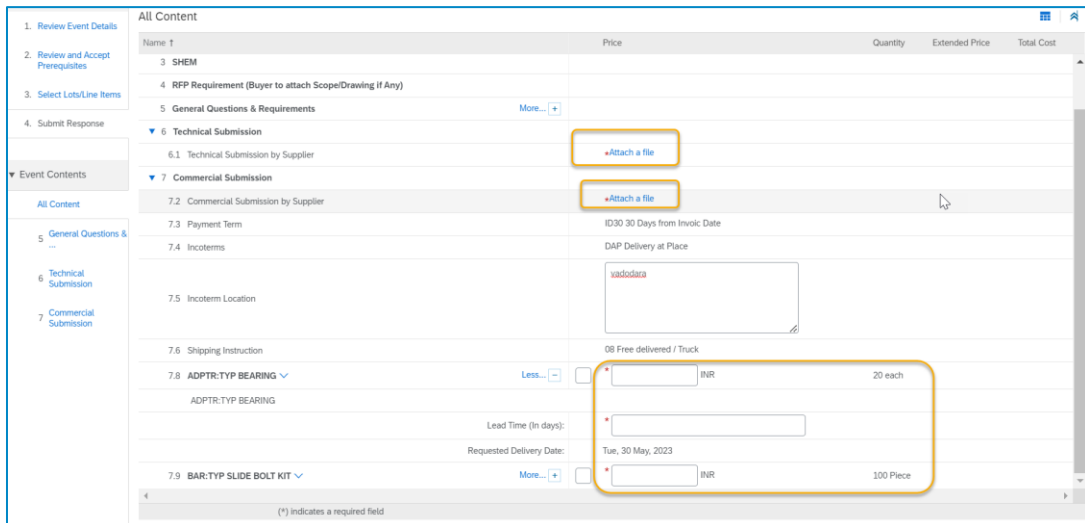 1. Review Event Details
2. Review and Accept
Prerequisites
3. Select Lots/Line Items
4. Submit Response
▼ Event Contents
All Content
5 General Questions &
...
6 Technical
Submission
7 Commercial
Submission
All Content
Name ↑ Price Quantity Extended Price Total Cost
3 SHEM
4 RFP Requirement (Buyer to attach Scope/Drawing if Any)
5 General Questions & Requirements More... +
▼ 6 Technical Submission
6.1 Technical Submission by Supplier *Attach a file
▼ 7 Commercial Submission
7.2 Commercial Submission by Supplier *Attach a file
7.3 Payment Term ID30 30 Days from Invoic Date
7.4 Incoterms DAP Delivery at Place
7.5 Incoterm Location vadodara
7.6 Shipping Instruction 08 Free delivered / Truck
7.8 ADPTR:TYP BEARING Less... − * INR 20 each
ADPTR:TYP BEARING
Lead Time (In days): *
Requested Delivery Date: Tue, 30 May, 2023
7.9 BAR:TYP SLIDE BOLT KIT More... + * INR 100 Piece
(*) indicates a required field